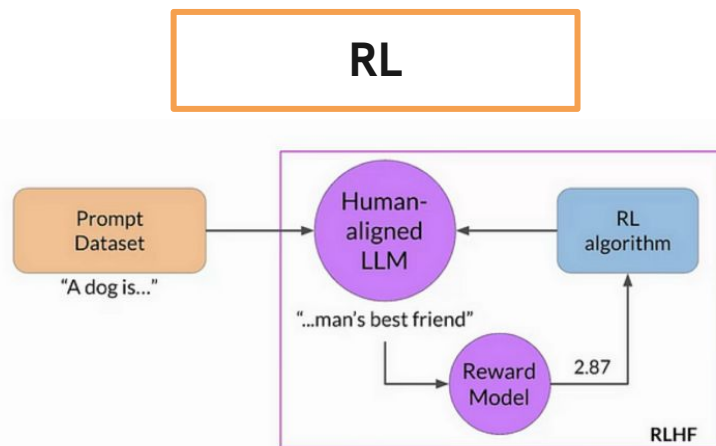 RL
Prompt
Dataset
"A dog is..."
Human-
aligned
LLM
"...man's best friend"
Reward
Model
2.87
RL
algorithm
RLHF